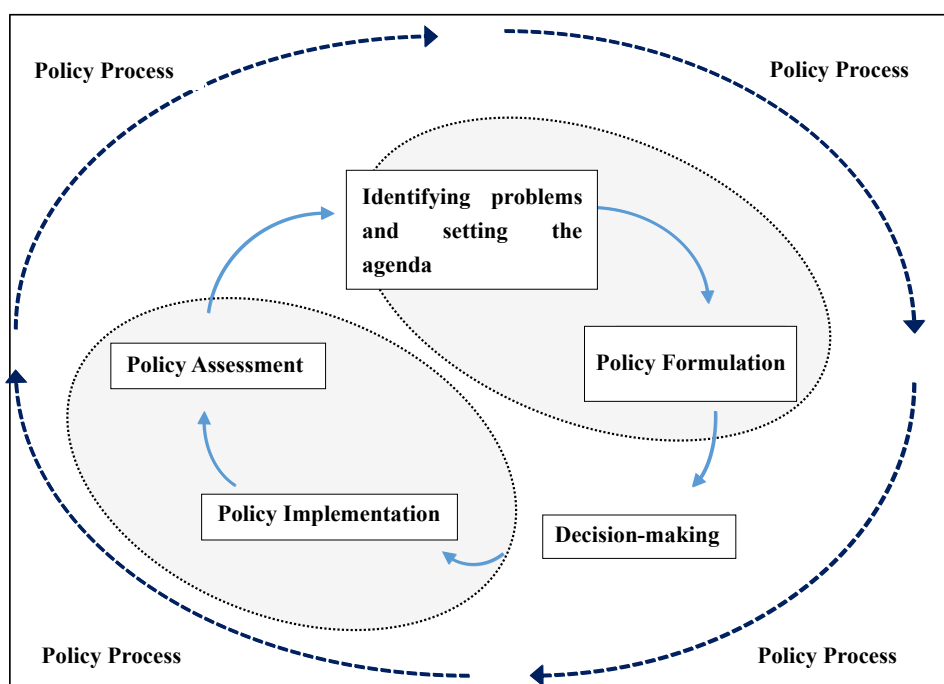 Policy Process
Policy Process
Identifying problems
and setting the
agenda
Policy Assessment
Policy Formulation
Policy Implementation
Decision-making
Policy Process
Policy Process